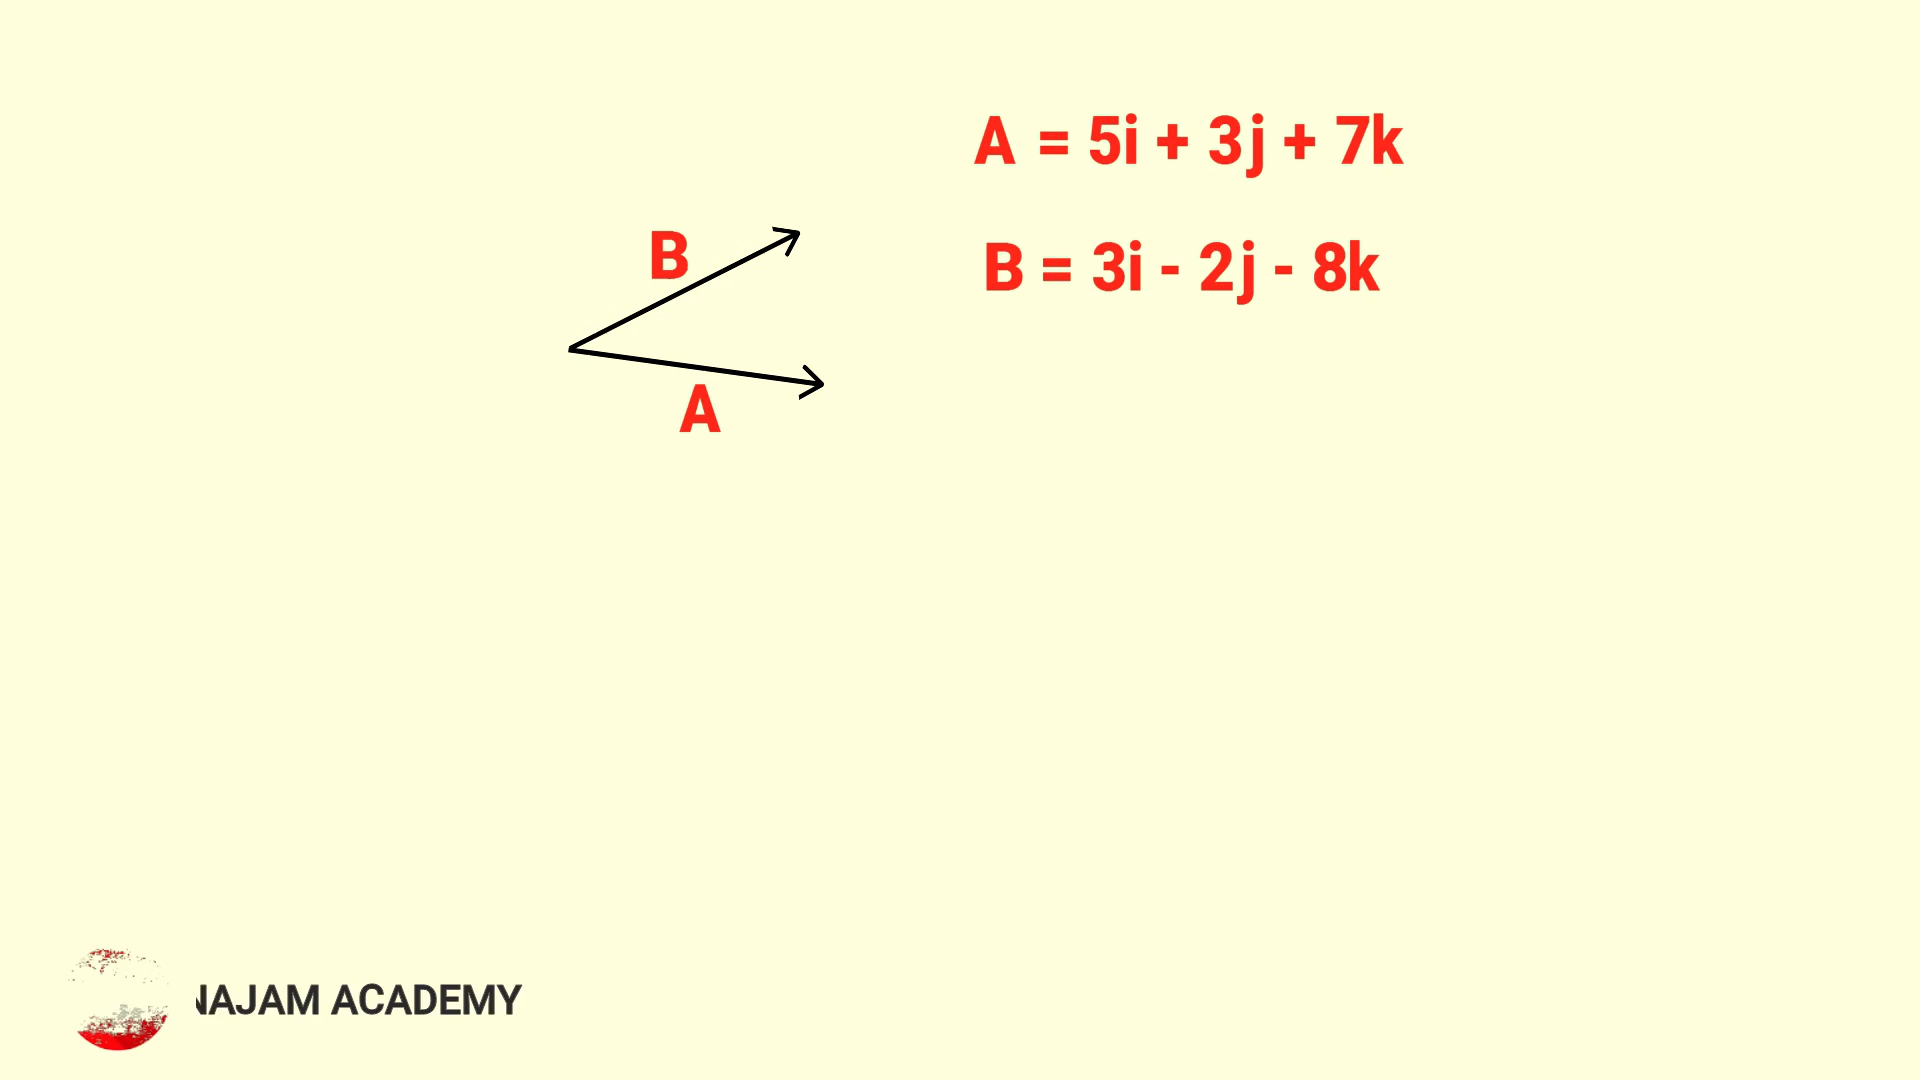 A = 5i + 3j + 7k
B
B = 3i - 2j - 8k
A
NAJAM ACADEMY